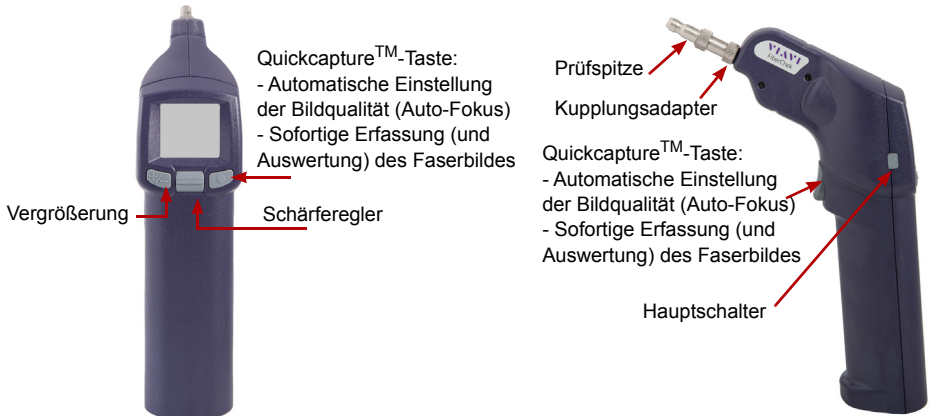 Quickcapture™-Taste:
- Automatische Einstellung
der Bildqualität (Auto-Fokus)
- Sofortige Erfassung (und
Auswertung) des Faserbildes
Vergrößerung
Schärferegler
VIAVI
FiberChek
Prüfspitze
Kupplungsadapter
Quickcapture™-Taste:
- Automatische Einstellung
der Bildqualität (Auto-Fokus)
- Sofortige Erfassung (und
Auswertung) des Faserbildes
Hauptschalter